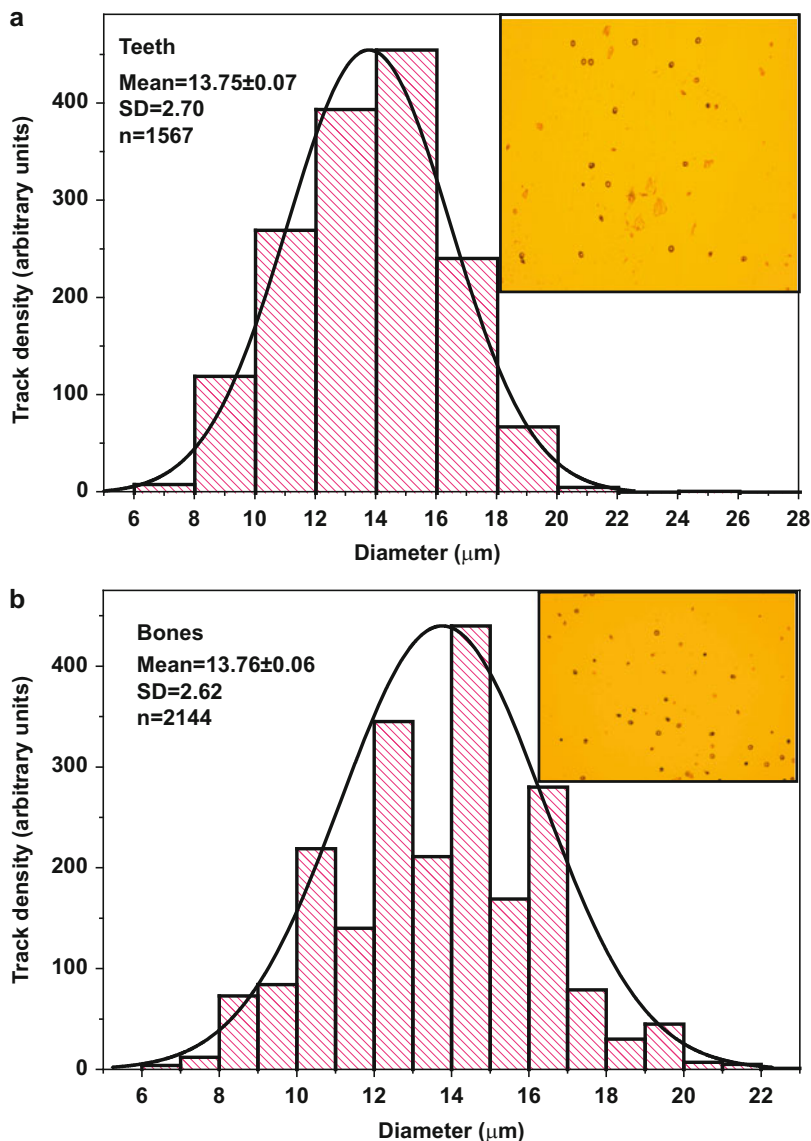 a
Teeth
Mean=13.75±0.07
SD=2.70
n=1567
Track density (arbitrary units)
400
300
200
100
0
6 8 10 12 14 16 18 20 22 24 26 28
Diameter (μm)
b
Bones
Mean=13.76±0.06
SD=2.62
n=2144
Track density (arbitrary units)
400
300
200
100
0
6 8 10 12 14 16 18 20 22
Diameter (μm)